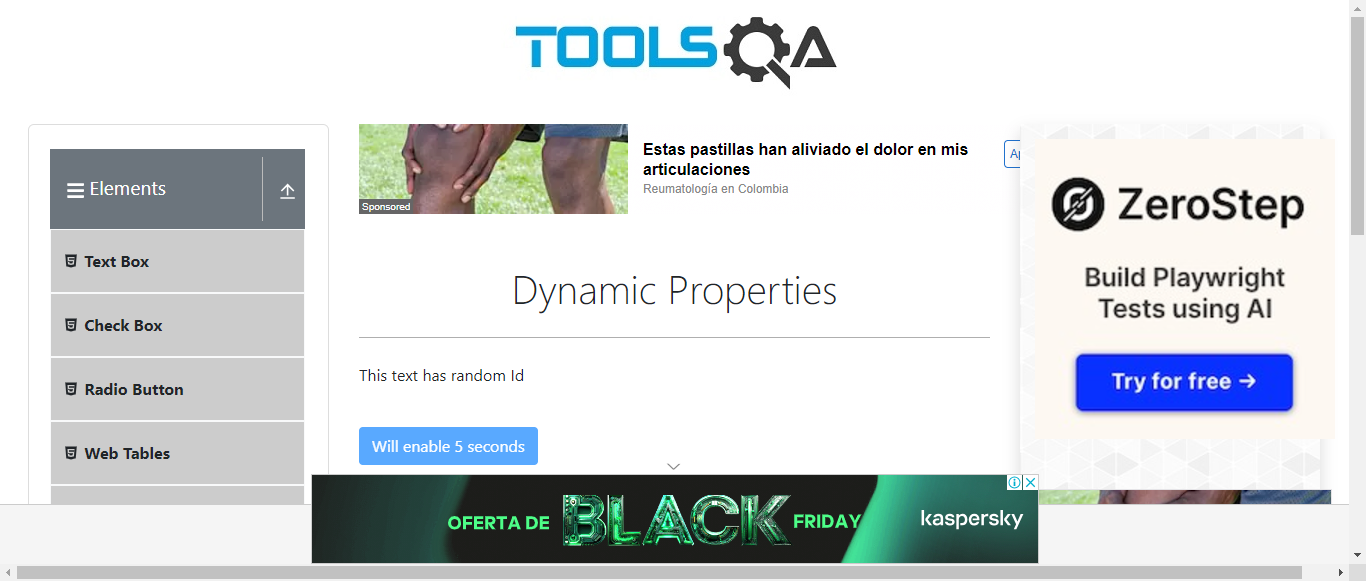 TOOLSQA
Elements
Text Box
Check Box
Radio Button
Web Tables
Sponsored
Estas pastillas han aliviado el dolor en mis
articulaciones
Reumatología en Colombia
Dynamic Properties
This text has random Id
Will enable 5 seconds
ZeroStep
Build Playwright
Tests using AI
Try for free →
OFERTA DE BLACK FRIDAY
kaspersky